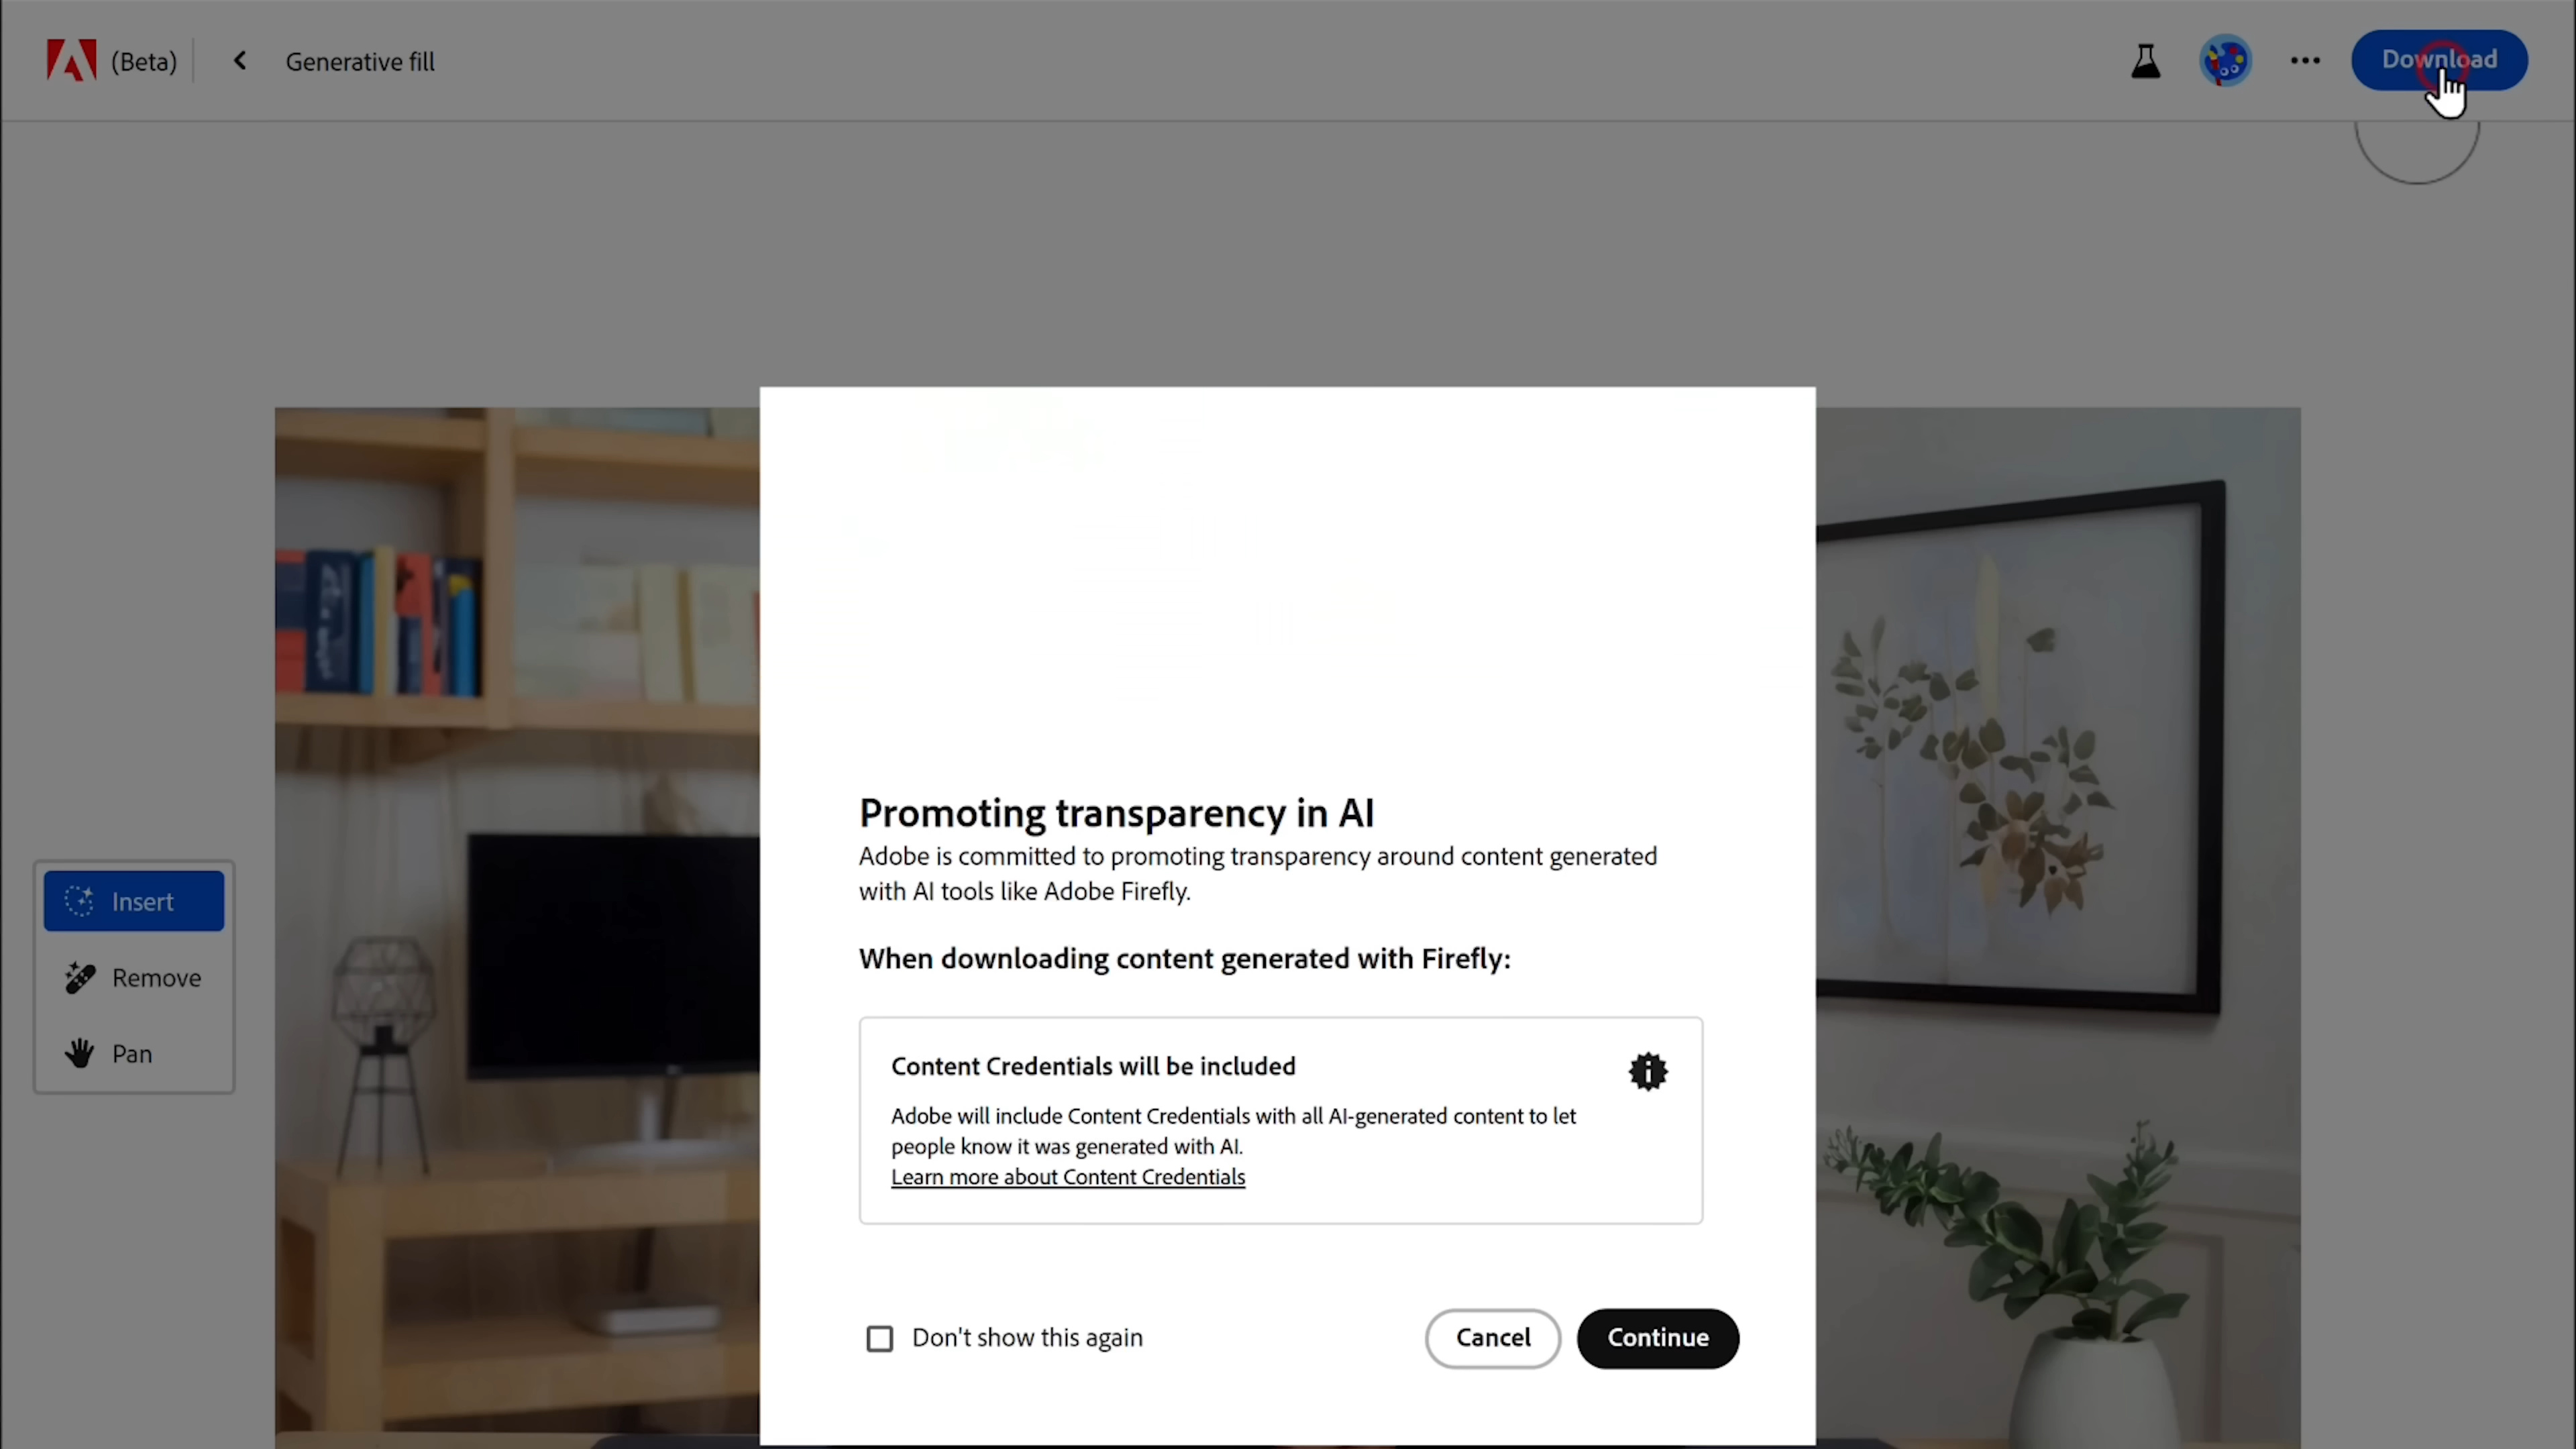 (Beta)
Generative fill
Download
Insert
Remove
Pan
Promoting transparency in AI
Adobe is committed to promoting transparency around content generated
with AI tools like Adobe Firefly.
When downloading content generated with Firefly:
Content Credentials will be included
Adobe will include Content Credentials with all AI-generated content to let
people know it was generated with AI.
Learn more about Content Credentials
Don't show this again
Cancel
Continue